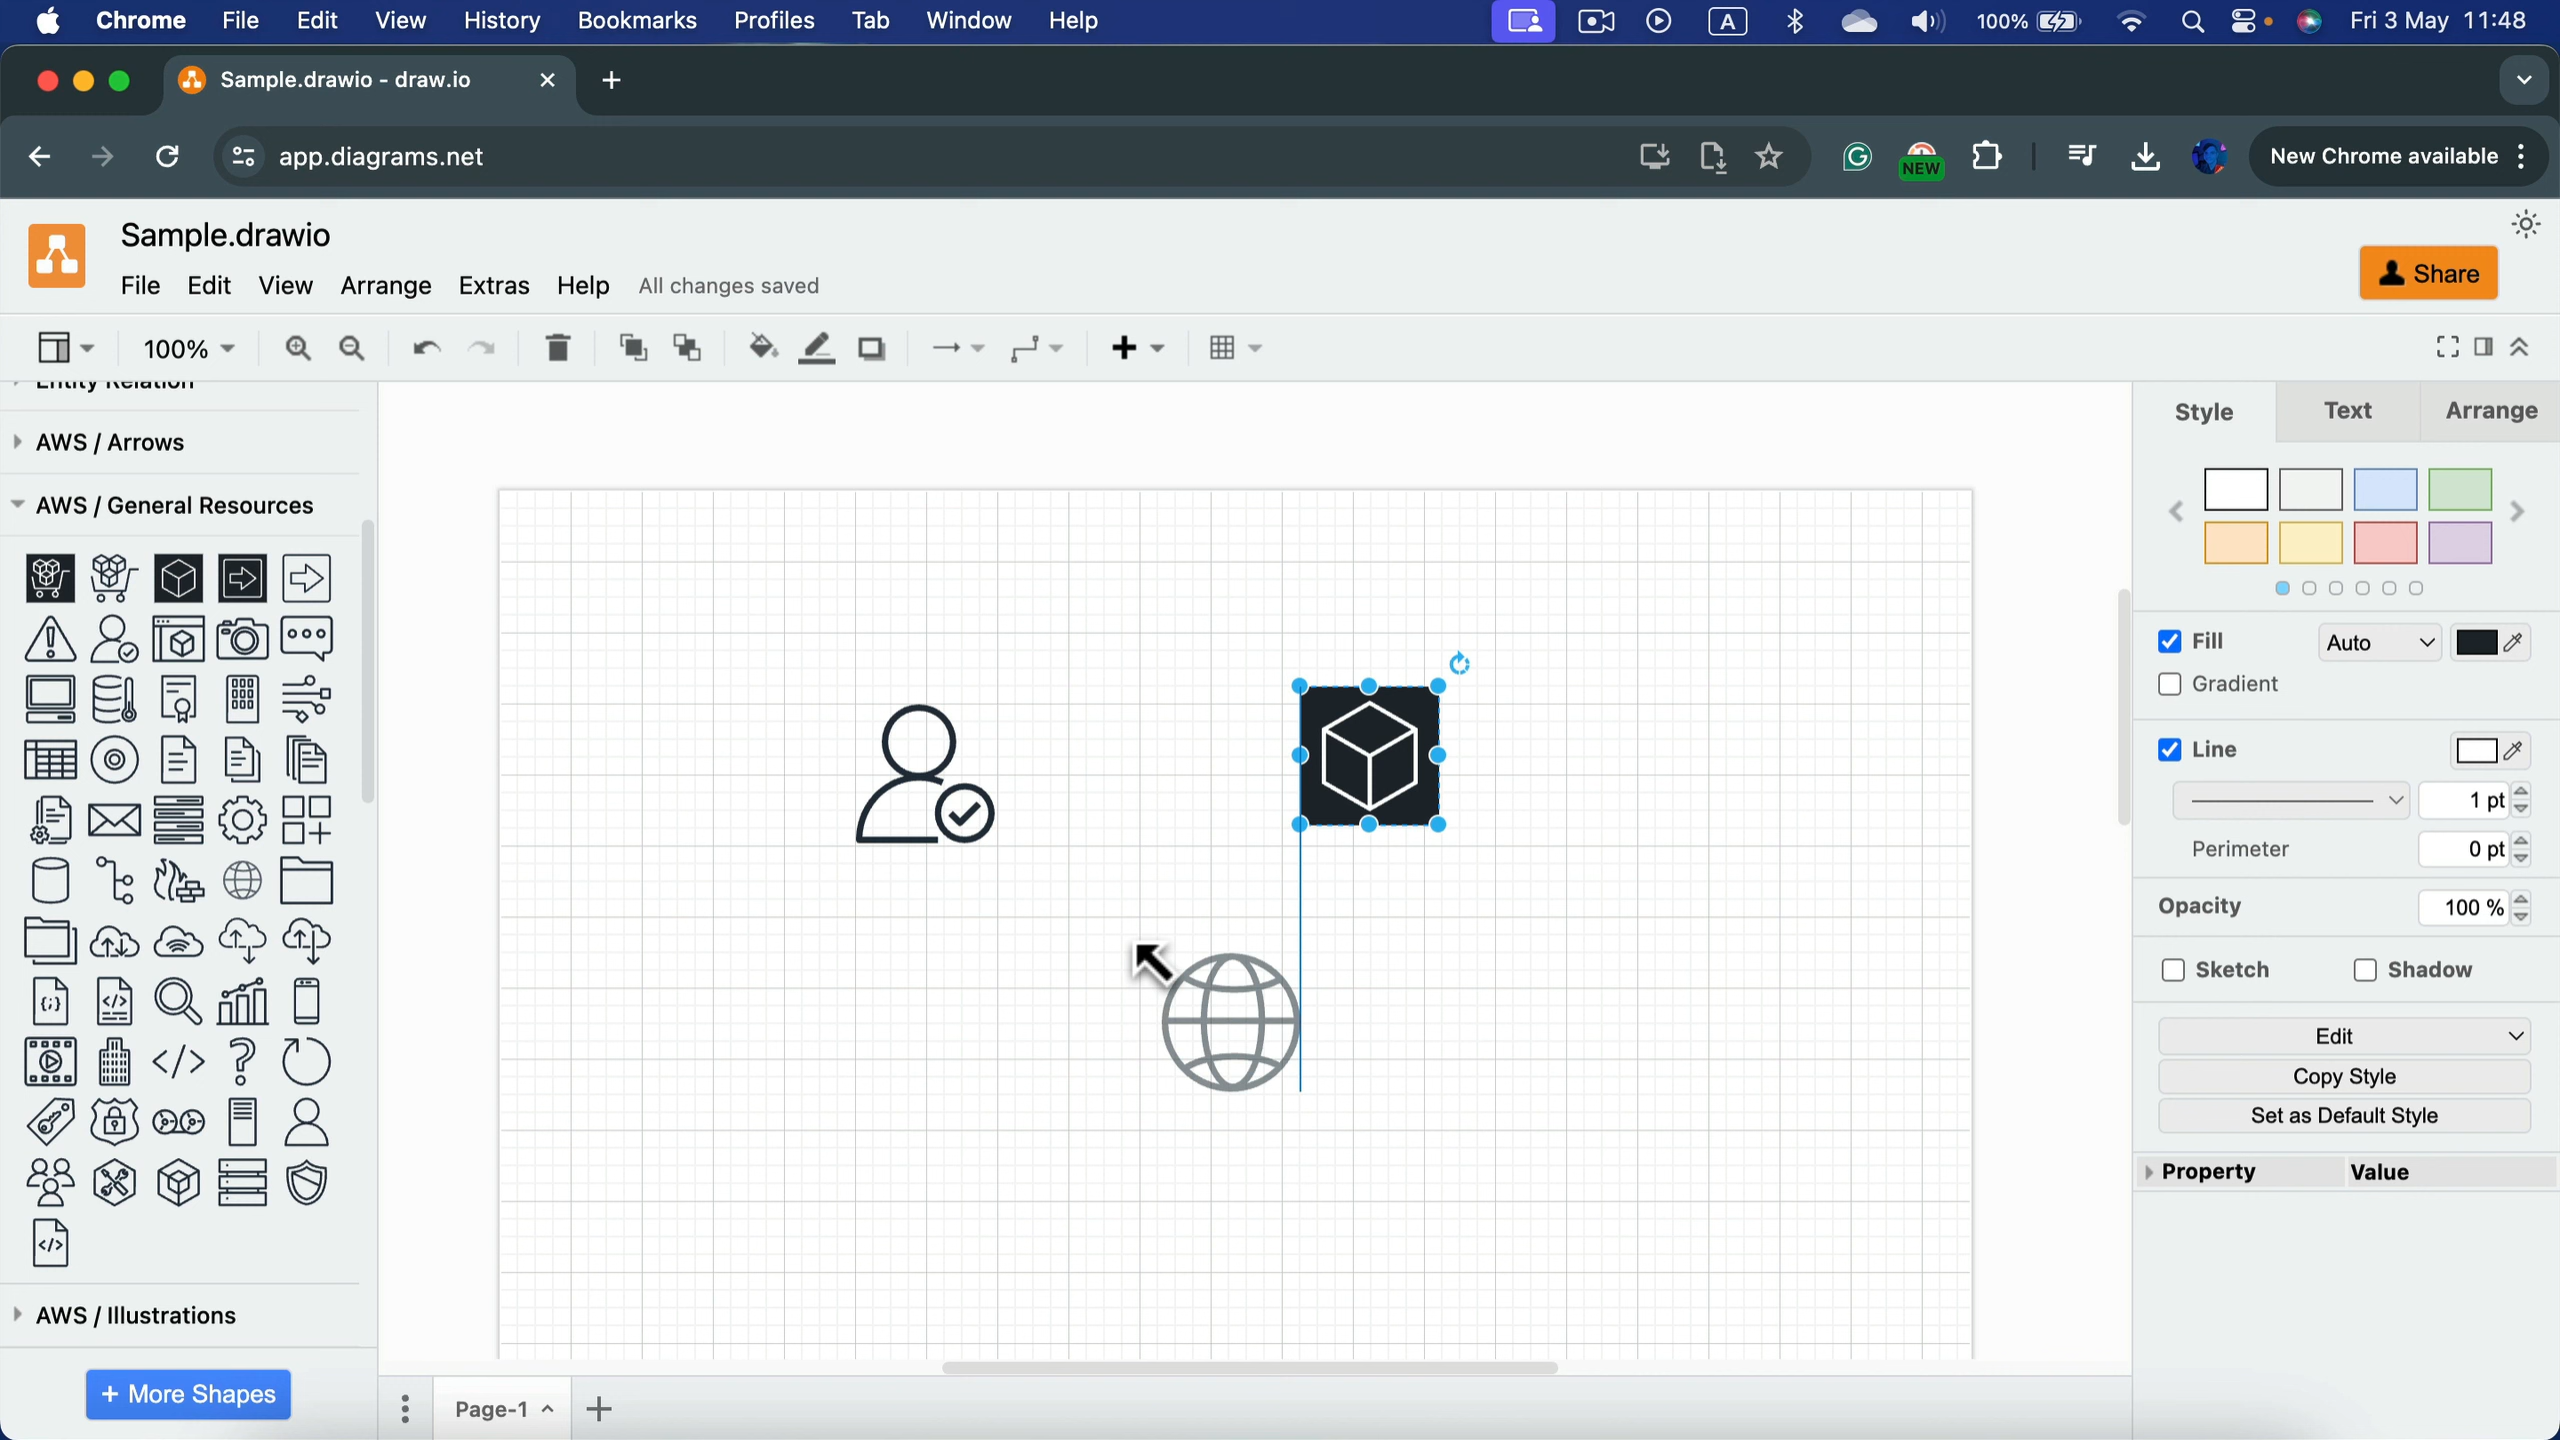 Chrome File Edit View History Bookmarks Profiles Tab Window Help A 100% Fri 3 May 11:48
Sample.drawio - draw.io
app.diagrams.net NEW New Chrome available
Sample.drawio
File Edit View Arrange Extras Help All changes saved Share
100%
Entity Relation
AWS / Arrows
AWS / General Resources
AWS / Illustrations
+ More Shapes
Page-1
Style Text Arrange
Fill Auto
Gradient
Line
1 pt
Perimeter 0 pt
Opacity 100 %
Sketch Shadow
Edit
Copy Style
Set as Default Style
Property Value